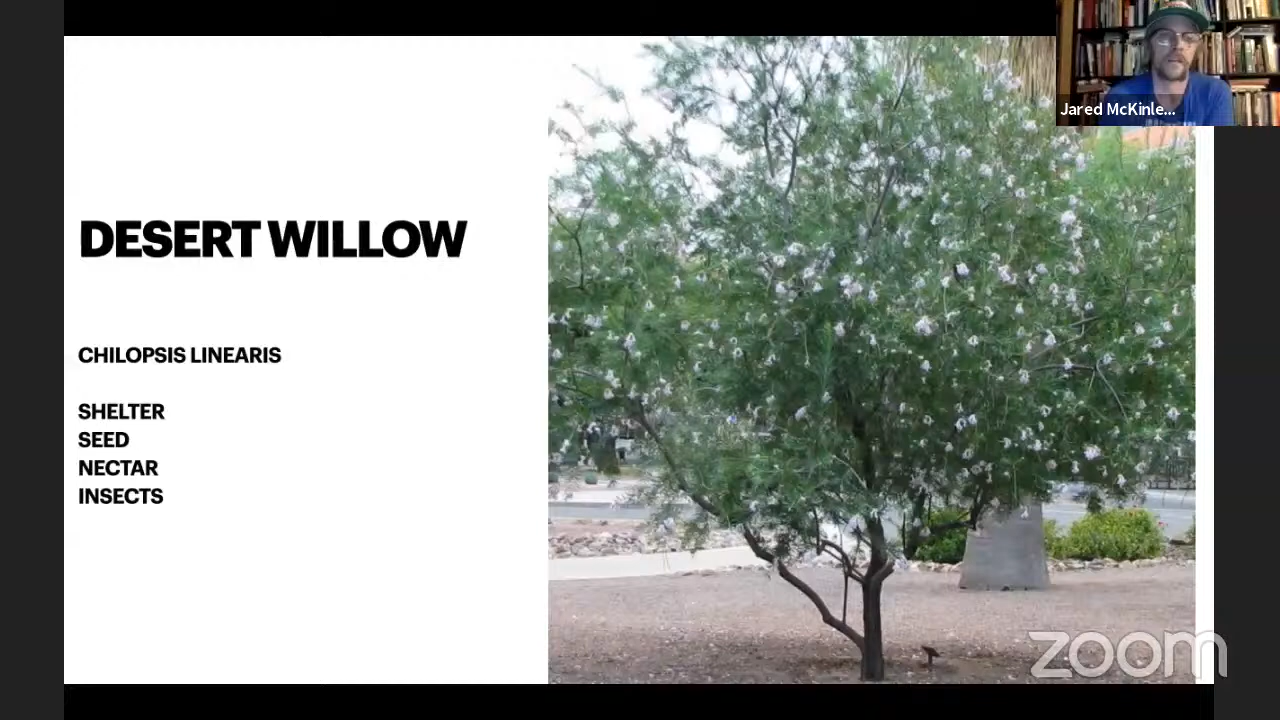 Jared McKinle...
DESERT WILLOW
CHILOPSIS LINEARIS
SHELTER
SEED
NECTAR
INSECTS
zoom